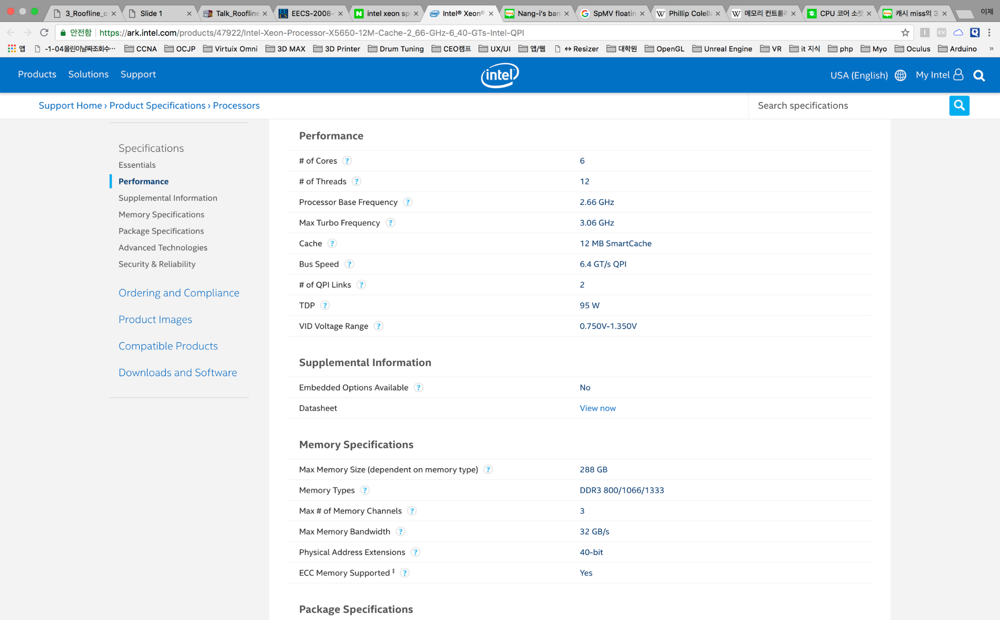 3_Roofline_o
Slide 1
Talk_Roofline
EECS-2008-
intel xeon sp
Intel® Xeon®
Nang-i's ban
SpMV floatin
Phillip Colella
메모리 컨트롤러
CPU 코어 소켓
캐시 miss의 3
이제
안전함
https://ark.intel.com/products/47922/Intel-Xeon-Processor-X5650-12M-Cache-2_66-GHz-6_40-GTs-Intel-QPI
앱
-1-04올린이날짜조회수…
CCNA
OCJP
Virtuix Omni
3D MAX
3D Printer
Drum Tuning
CEO캠프
UX/UI
앱/웹
↔ Resizer
대학원
OpenGL
Unreal Engine
VR
it 지식
php
Myo
Oculus
Arduino
»
Products
Solutions
Support
intel
USA (English)
My Intel
Support Home › Product Specifications › Processors
Search specifications
Specifications
Essentials
Performance
Supplemental Information
Memory Specifications
Package Specifications
Advanced Technologies
Security & Reliability
Ordering and Compliance
Product Images
Compatible Products
Downloads and Software
Performance
# of Cores ? 6
# of Threads ? 12
Processor Base Frequency ? 2.66 GHz
Max Turbo Frequency ? 3.06 GHz
Cache ? 12 MB SmartCache
Bus Speed ? 6.4 GT/s QPI
# of QPI Links ? 2
TDP ? 95 W
VID Voltage Range ? 0.750V-1.350V
Supplemental Information
Embedded Options Available ? No
Datasheet View now
Memory Specifications
Max Memory Size (dependent on memory type) ? 288 GB
Memory Types ? DDR3 800/1066/1333
Max # of Memory Channels ? 3
Max Memory Bandwidth ? 32 GB/s
Physical Address Extensions ? 40-bit
ECC Memory Supported ‡ ? Yes
Package Specifications